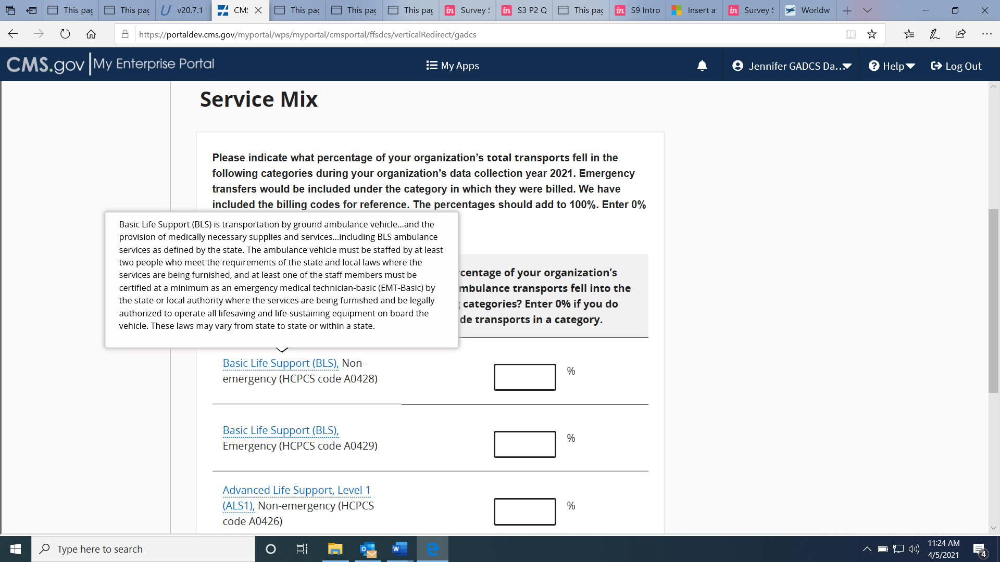 This pag
This pag
v20.7.1
CMS
This pag
This pag
This pag
Survey S
S3 P2 Q
This pag
S9 Intro
Insert a
Survey S
Worldw
https://portaldev.cms.gov/myportal/wps/myportal/cmsportal/ffsdcs/verticalRedirect/gadcs
CMS.gov My Enterprise Portal
My Apps
Jennifer GADCS Da...
Help
Log Out
Service Mix
Please indicate what percentage of your organization's total transports fell in the
following categories during your organization's data collection year 2021. Emergency
transfers would be included under the category in which they were billed. We have
included the billing codes for reference. The percentages should add to 100%. Enter 0%
Basic Life Support (BLS) is transportation by ground ambulance vehicle...and the
provision of medically necessary supplies and services...including BLS ambulance
services as defined by the state. The ambulance vehicle must be staffed by at least
two people who meet the requirements of the state and local laws where the
services are being furnished, and at least one of the staff members must be
certified at a minimum as an emergency medical technician-basic (EMT-Basic) by
the state or local authority where the services are being furnished and be legally
authorized to operate all lifesaving and life-sustaining equipment on board the
vehicle. These laws may vary from state to state or within a state.
centage of your organization's
mbulance transports fell into the
categories? Enter 0% if you do
de transports in a category.
Basic Life Support (BLS), Non-
emergency (HCPCS code A0428)
%
Basic Life Support (BLS),
Emergency (HCPCS code A0429)
%
Advanced Life Support, Level 1
(ALS1), Non-emergency (HCPCS
code A0426)
%
Type here to search
11:24 AM
4/5/2021
4